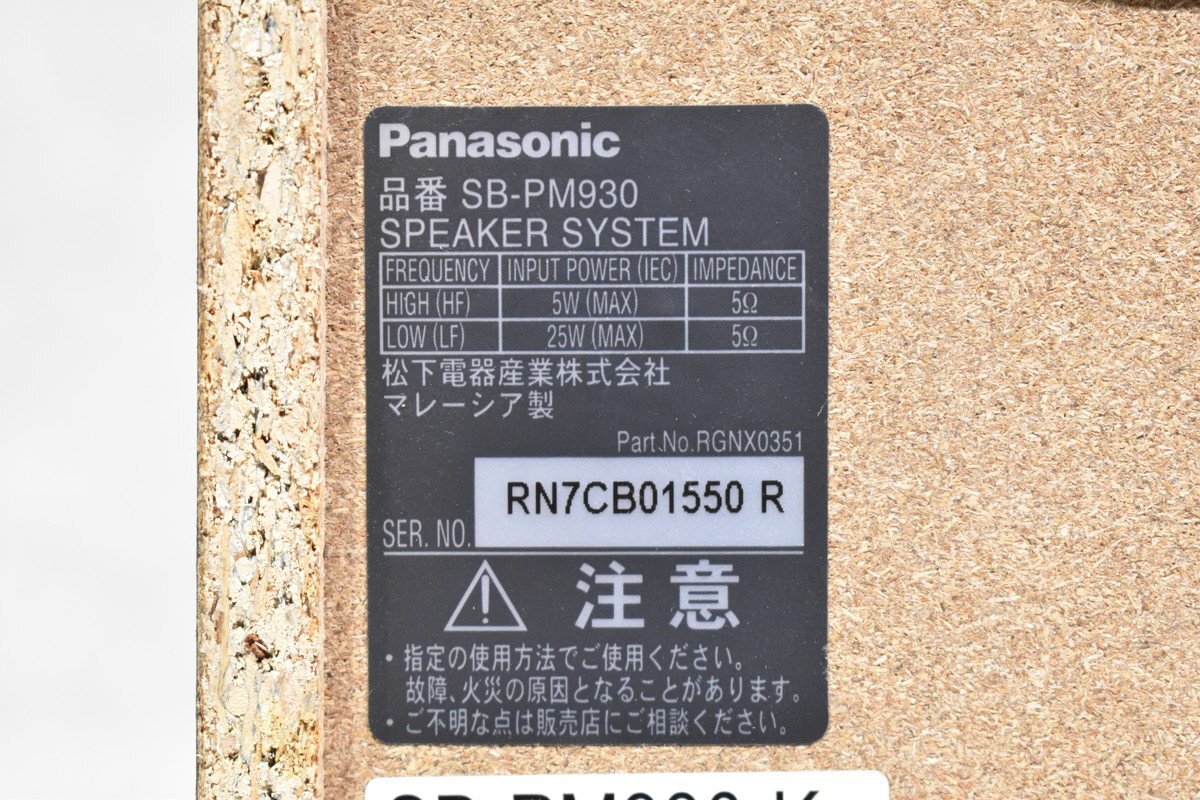 Panasonic
品番 SB-PM930
SPEAKER SYSTEM
FREQUENCY INPUT POWER (IEC) IMPEDANCE
HIGH (HF) 5W (MAX) 5Ω
LOW (LF) 25W (MAX) 5Ω
松下電器産業株式会社
マレーシア製
Part.No.RGNX0351
RN7CB01550 R
SER. NO.
注意
・指定の使用方法でご使用ください。
故障、火災の原因となることがあります。
・ご不明な点は販売店にご相談ください。